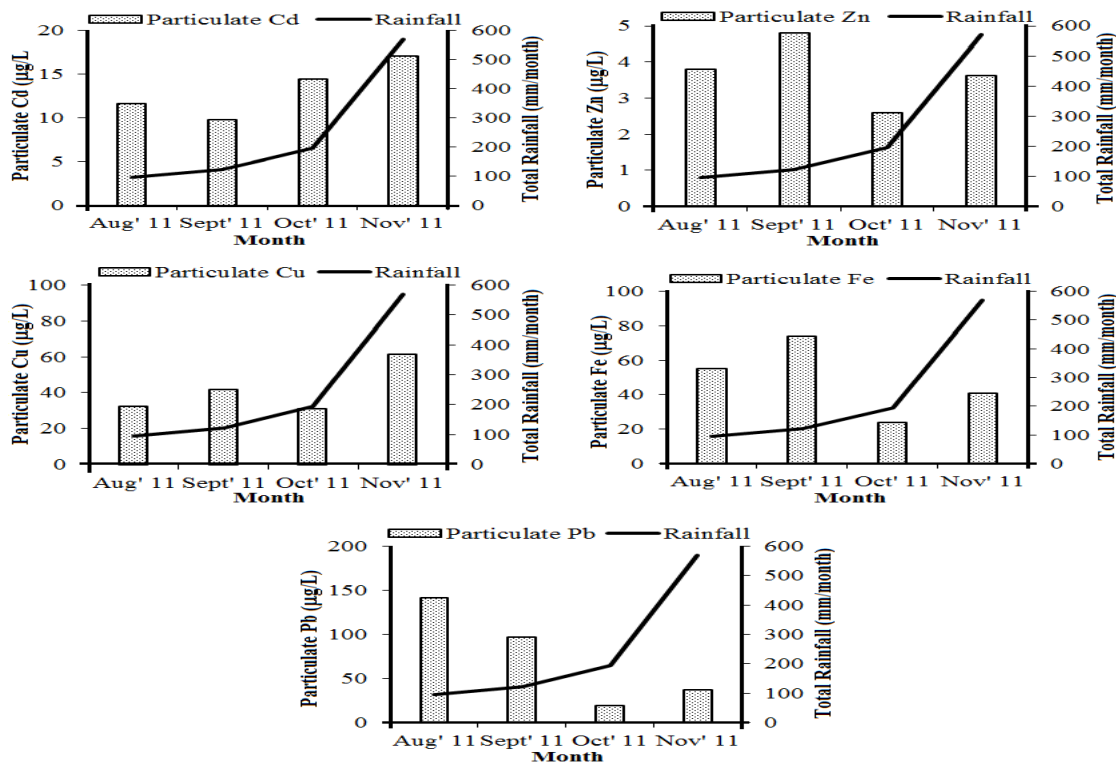 Particulate Cd Rainfall
Particulate Cd (µg/L
20
15
10
5
0
600
500
400
300
200
100
0
Total Rainfall (mm/month)
Aug' 11 Sept' 11 Oct' 11 Nov' 11
Month
Particulate Zn Rainfall
Particulate Zn (µg/L)
5
4
3
2
1
0
600
500
400
300
200
100
0
Total Rainfall (mm/month)
Aug' 11 Sept' 11 Oct' 11 Nov' 11
Month
Particulate Cu Rainfall
Particulate Cu (µg/L)
100
80
60
40
20
0
600
500
400
300
200
100
0
Total Rainfall (mm/month)
Aug' 11 Sept' 11 Oct' 11 Nov' 11
Month
Particulate Fe Rainfall
Particulate Fe (µg/L)
100
80
60
40
20
0
600
500
400
300
200
100
0
Total Rainfall (mm/month)
Aug' 11 Sept' 11 Oct' 11 Nov' 11
Month
Particulate Pb Rainfall
Particulate Pb (µg/L)
200
150
100
50
0
600
500
400
300
200
100
0
Total Rainfall (mm/month)
Aug' 11 Sept' 11 Oct' 11 Nov' 11
Month